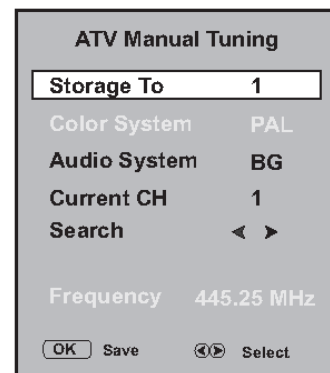 ATV Manual Tuning
Storage To 1
Color System PAL
Audio System BG
Current CH 1
Search
Frequency 445.25 MHz
OK Save Select